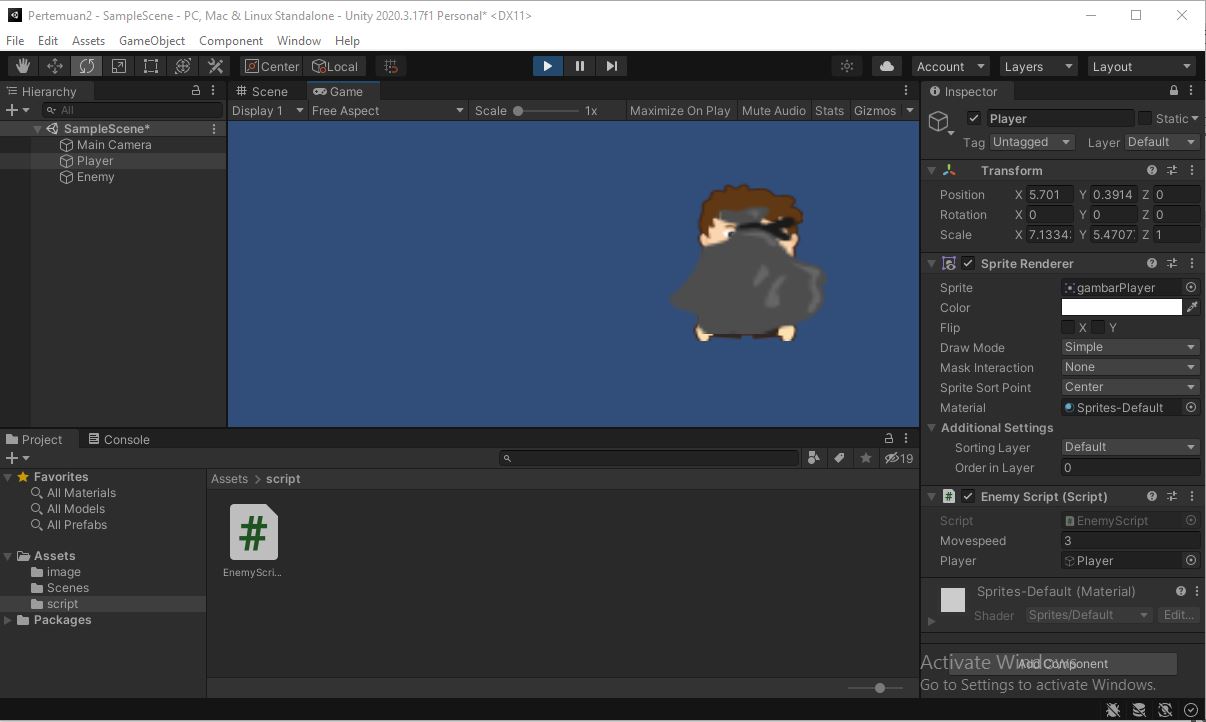 Pertemuan2 - SampleScene - PC, Mac & Linux Standalone - Unity 2020.3.17f1 Personal* <DX11>
File Edit Assets GameObject Component Window Help
Center Local Account Layers Layout
Hierarchy
All
SampleScene*
Main Camera
Player
Enemy
Scene Game
Display 1 Free Aspect Scale 1x Maximize On Play Mute Audio Stats Gizmos
Inspector
Player Static
Tag Untagged Layer Default
Transform
Position X 5.701 Y 0.3914 Z 0
Rotation X 0 Y 0 Z 0
Scale X 7.1334 Y 5.4707 Z 1
Sprite Renderer
Sprite gambarPlayer
Color
Flip X Y
Draw Mode Simple
Mask Interaction None
Sprite Sort Point Center
Material Sprites-Default
Additional Settings
Sorting Layer Default
Order in Layer 0
# Enemy Script (Script)
Script EnemyScript
Movespeed 3
Player Player
Sprites-Default (Material)
Shader Sprites/Default Edit...
Add Component
Activate Windows
Go to Settings to activate Windows.
Project Console
19
Favorites
All Materials
All Models
All Prefabs
Assets
image
Scenes
script
Packages
Assets > script
#
EnemyScri...